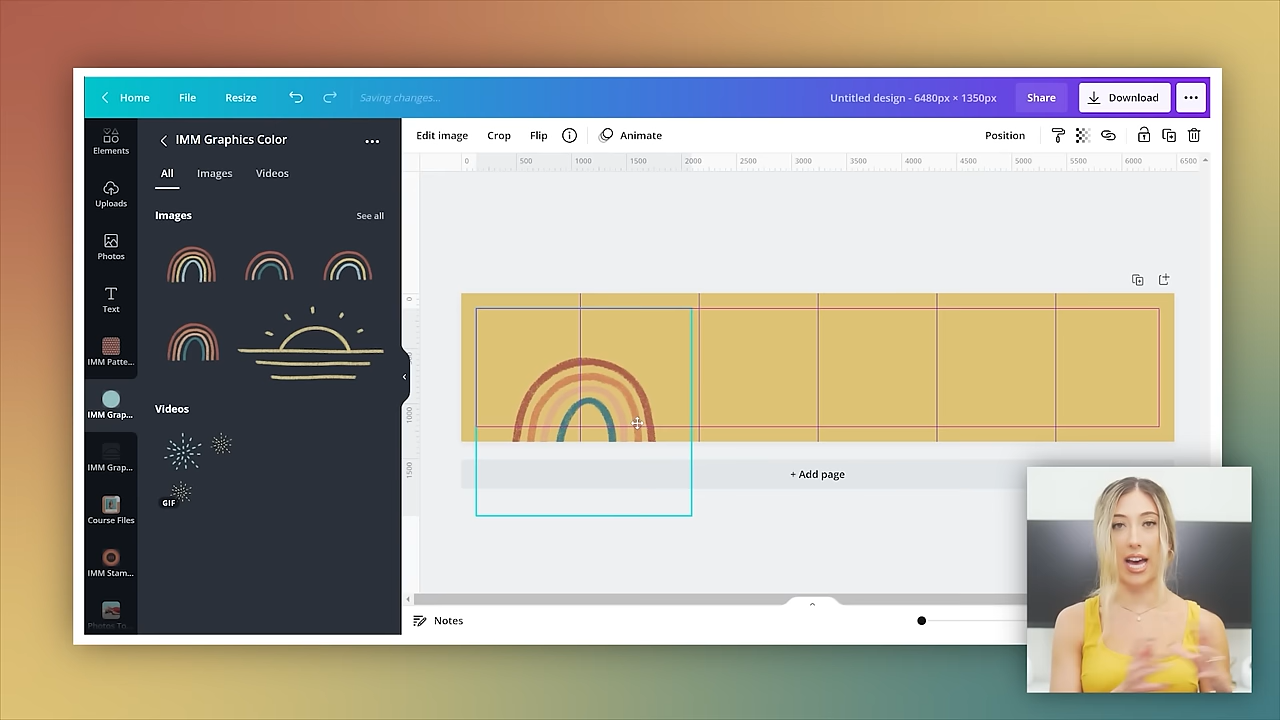 Home File Resize Saving changes... Untitled design - 6480px × 1350px Share Download
Elements
Uploads
Photos
Text
IMM Patte...
IMM Grap...
IMM Grap...
Course Files
IMM Stam...
Photos To...
IMM Graphics Color
All Images Videos
Images See all
Videos
GIF
Edit image Crop Flip Animate Position
0 500 1000 1500 2000 2500 3000 3500 4000 4500 5000 5500 6000 6500
0
1000
1500
+ Add page
Notes